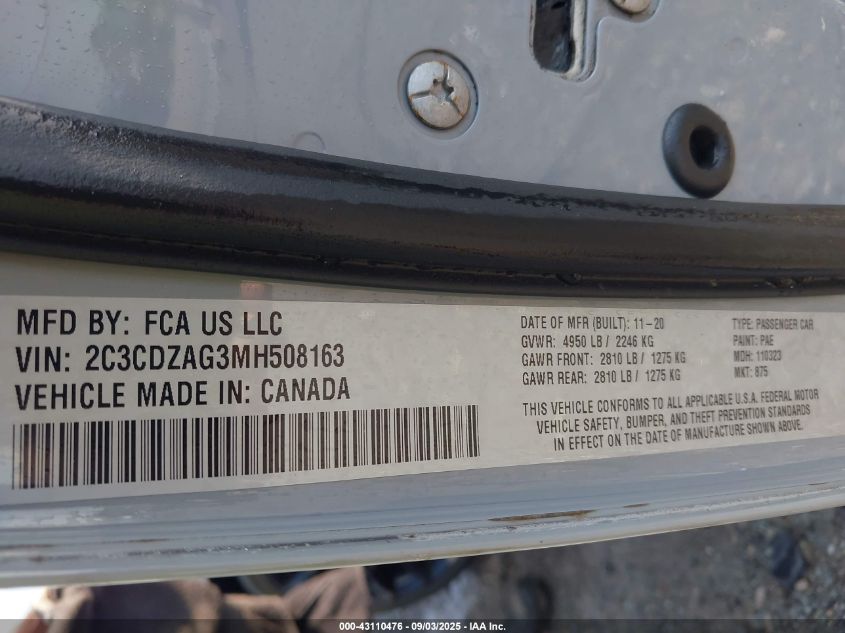 MFD BY: FCA US LLC
VIN: 2C3CDZAG3MH508163
VEHICLE MADE IN: CANADA
DATE OF MFR (BUILT): 11-20
GVWR: 4950 LB / 2246 KG
GAWR FRONT: 2810 LB / 1275 KG
GAWR REAR: 2810 LB / 1275 KG
TYPE: PASSENGER CAR
PAINT: PAE
MDH: 110323
MKT: 875
THIS VEHICLE CONFORMS TO ALL APPLICABLE U.S.A. FEDERAL MOTOR
VEHICLE SAFETY, BUMPER, AND THEFT PREVENTION STANDARDS
IN EFFECT ON THE DATE OF MANUFACTURE SHOWN ABOVE.
000-43110476 - 09/03/2025 - IAA Inc.